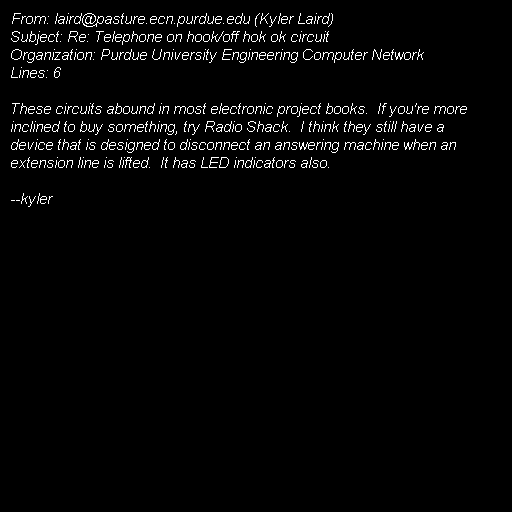 From: laird@pasture.ecn.purdue.edu (Kyler Laird)
Subject: Re: Telephone on hook/off hok ok circuit
Organization: Purdue University Engineering Computer Network
Lines: 6

These circuits abound in most electronic project books.  If you're more
inclined to buy something, try Radio Shack.  I think they still have a
device that is designed to disconnect an answering machine when an
extension line is lifted.  It has LED indicators also.

--kyler